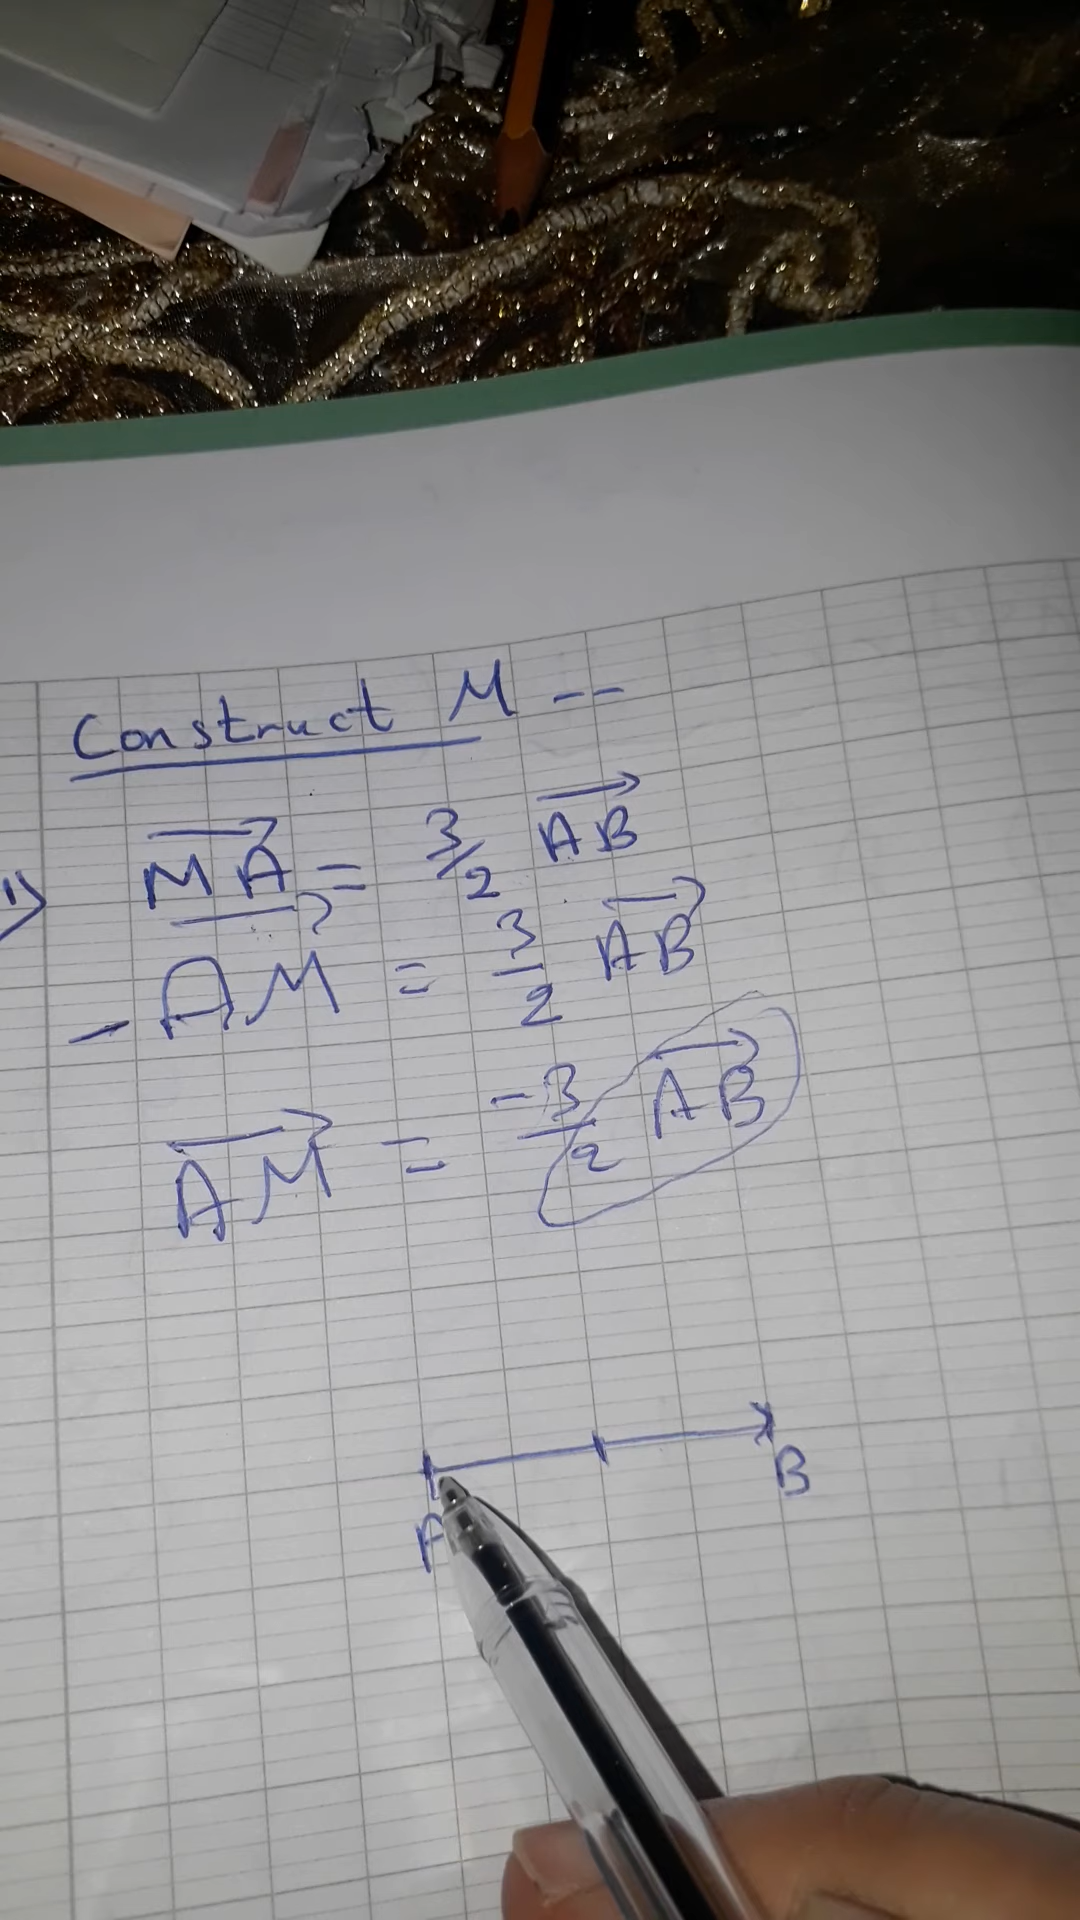 Construct M --
1) MA = 3/2 AB
- AM = 3/2 AB
AM = -3/2 AB
A B